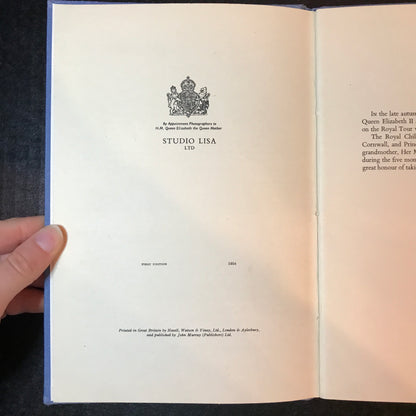 By Appointment Photographers to
H.M. Queen Elizabeth the Queen Mother
STUDIO LISA
LTD
FIRST EDITION 1954
Printed in Great Britain by Hazell, Watson & Viney, Ltd., London & Aylesbury,
and published by John Murray (Publishers) Ltd.
In the late autum
Queen Elizabeth II
on the Royal Tour
The Royal Chil
Cornwall, and Prin
grandmother, Her M
during the five mon
great honour of taki